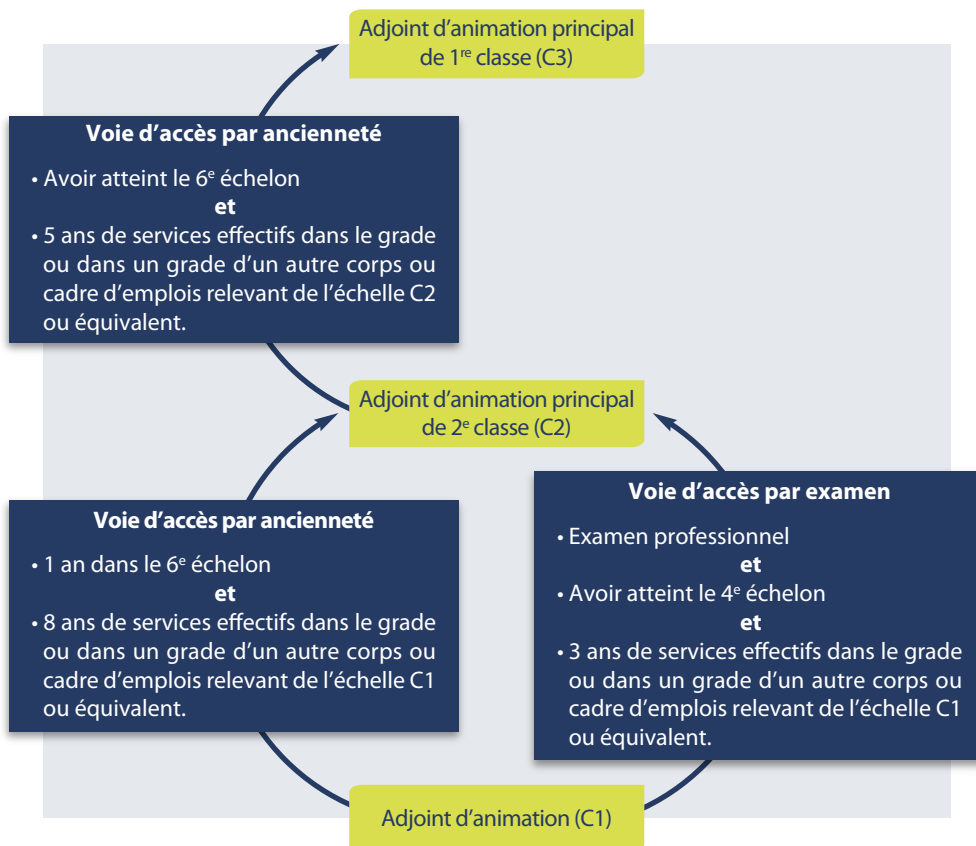 Adjoint d’animation principal
de 1re classe (C3)
Voie d’accès par ancienneté
• Avoir atteint le 6e échelon
et
• 5 ans de services effectifs dans le grade
ou dans un grade d’un autre corps ou
cadre d’emplois relevant de l’échelle C2
ou équivalent.
Adjoint d’animation principal
de 2e classe (C2)
Voie d’accès par ancienneté
• 1 an dans le 6e échelon
et
• 8 ans de services effectifs dans le grade
ou dans un grade d’un autre corps ou
cadre d’emplois relevant de l’échelle C1
ou équivalent.
Voie d’accès par examen
• Examen professionnel
et
• Avoir atteint le 4e échelon
et
• 3 ans de services effectifs dans le grade
ou dans un grade d’un autre corps ou
cadre d’emplois relevant de l’échelle C1
ou équivalent.
Adjoint d’animation (C1)